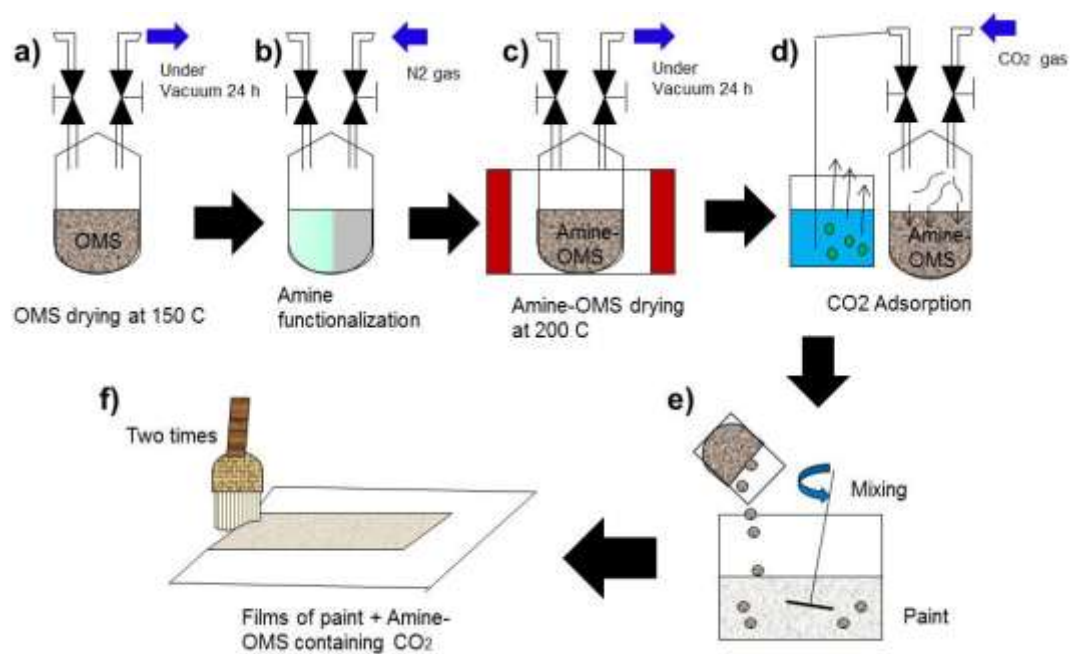 a)
Under
Vacuum 24 h
OMS
OMS drying at 150 C
b)
N2 gas
Amine
functionalization
c)
Under
Vacuum 24 h
Amine-
OMS
Amine-OMS drying
at 200 C
d)
CO₂ gas
Amine-
OMS
CO2 Adsorption
e)
Mixing
Paint
f)
Two times
Films of paint + Amine-
OMS containing CO₂